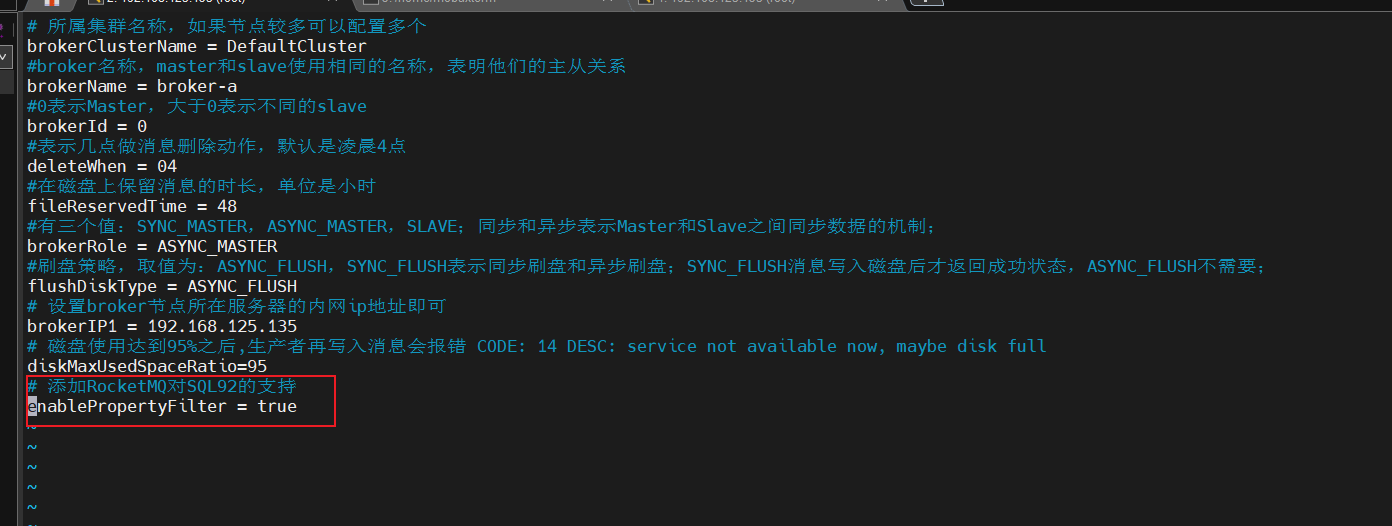 # 所属集群名称，如果节点较多可以配置多个
brokerClusterName = DefaultCluster
#broker名称，master和slave使用相同的名称，表明他们的主从关系
brokerName = broker-a
#0表示Master，大于0表示不同的slave
brokerId = 0
#表示几点做消息删除动作，默认是凌晨4点
deleteWhen = 04
#在磁盘上保留消息的时长，单位是小时
fileReservedTime = 48
#有三个值：SYNC_MASTER，ASYNC_MASTER，SLAVE；同步和异步表示Master和Slave之间同步数据的机制；
brokerRole = ASYNC_MASTER
#刷盘策略，取值为：ASYNC_FLUSH，SYNC_FLUSH表示同步刷盘和异步刷盘；SYNC_FLUSH消息写入磁盘后才返回成功状态，ASYNC_FLUSH不需要；
flushDiskType = ASYNC_FLUSH
# 设置broker节点所在服务器的内网ip地址即可
brokerIP1 = 192.168.125.135
# 磁盘使用达到95%之后,生产者再写入消息会报错 CODE: 14 DESC: service not available now, maybe disk full
diskMaxUsedSpaceRatio=95
# 添加RocketMQ对SQL92的支持
enablePropertyFilter = true
~
~
~
~
~
~